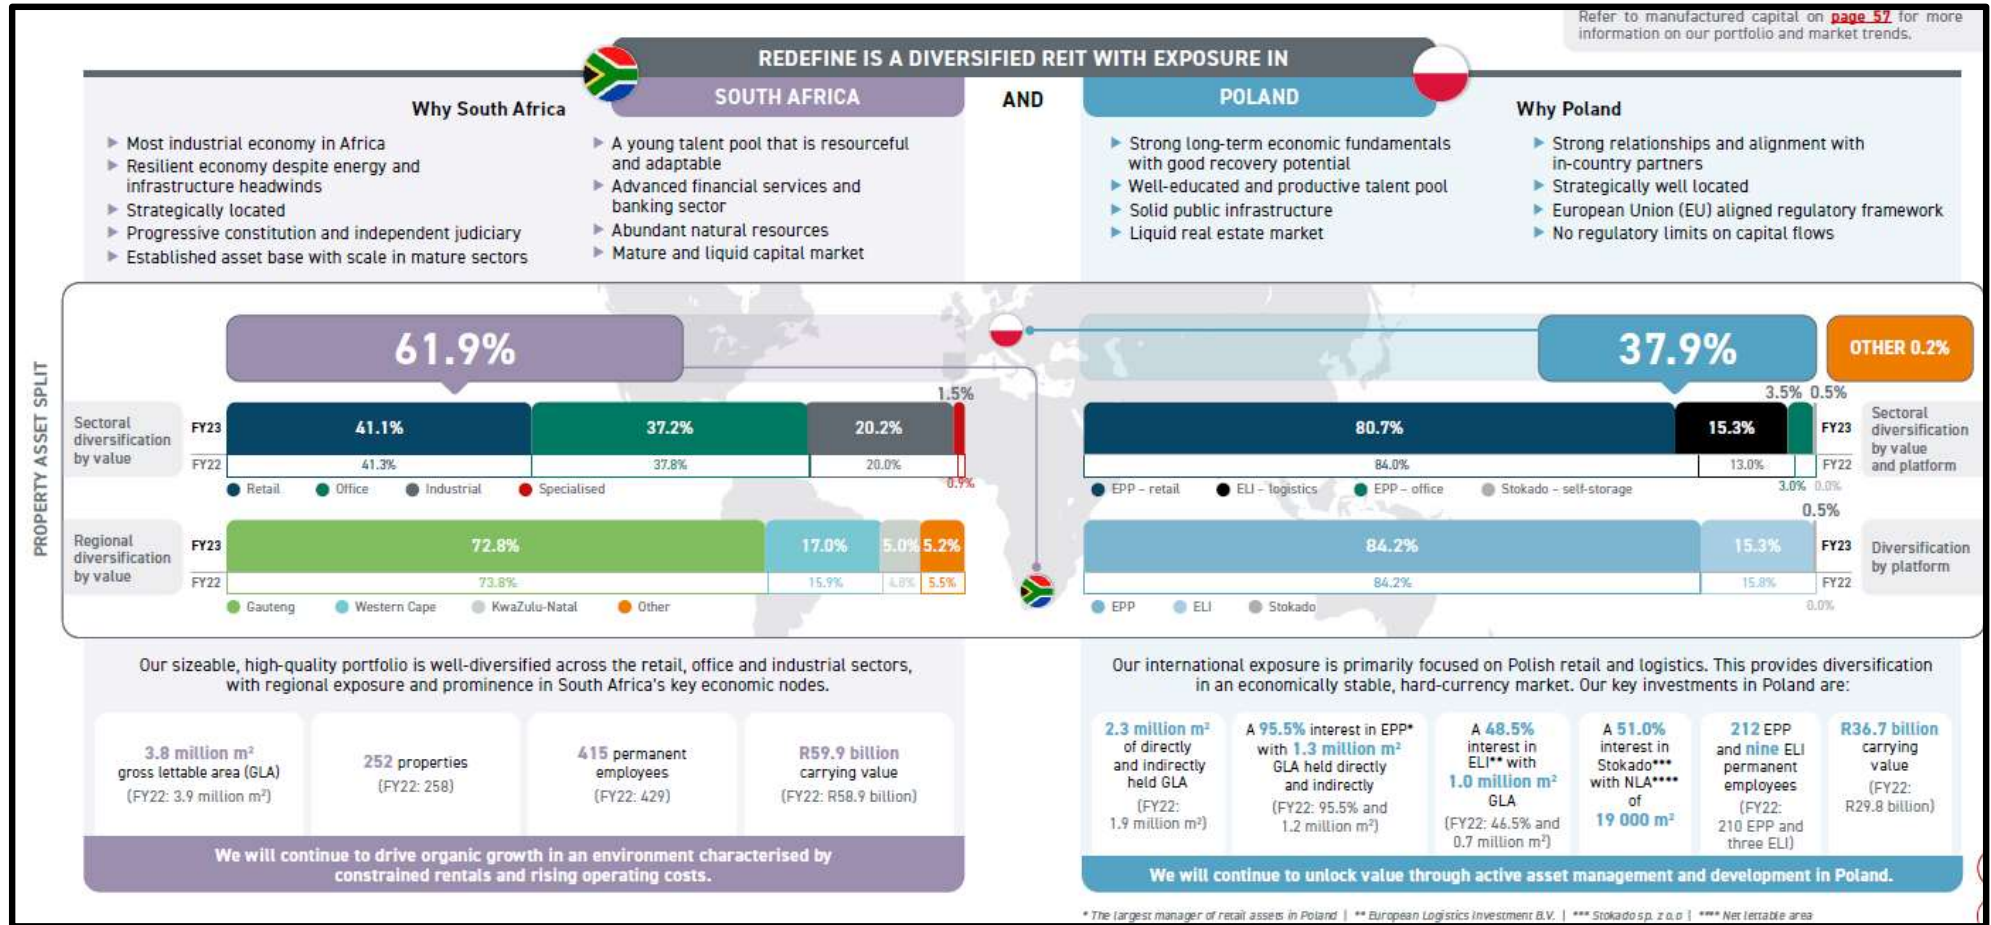 Refer to manufactured capital on page 57 for more
information on our portfolio and market trends.
REDEFINE IS A DIVERSIFIED REIT WITH EXPOSURE IN
SOUTH AFRICA
AND
POLAND
Why South Africa
▶ Most industrial economy in Africa
▶ Resilient economy despite energy and
infrastructure headwinds
▶ Strategically located
▶ Progressive constitution and independent judiciary
▶ Established asset base with scale in mature sectors
▶ A young talent pool that is resourceful
and adaptable
▶ Advanced financial services and
banking sector
▶ Abundant natural resources
▶ Mature and liquid capital market
Why Poland
▶ Strong long-term economic fundamentals
with good recovery potential
▶ Well-educated and productive talent pool
▶ Solid public infrastructure
▶ Liquid real estate market
▶ Strong relationships and alignment with
in-country partners
▶ Strategically well located
▶ European Union (EU) aligned regulatory framework
▶ No regulatory limits on capital flows
PROPERTY ASSET SPLIT
61.9%
Sectoral
diversification
by value
1.5%
FY23 41.1% 37.2% 20.2%
FY22 41.3% 37.8% 20.0%
0.9%
Retail Office Industrial Specialised
Regional
diversification
by value
FY23 72.8% 17.0% 5.0% 5.2%
FY22 73.8% 15.9% 4.8% 5.5%
Gauteng Western Cape KwaZulu-Natal Other
37.9%
OTHER 0.2%
3.5% 0.5%
80.7% 15.3% FY23
84.0% 13.0% FY22
3.0% 0.0%
Sectoral
diversification
by value
and platform
EPP – retail ELI – logistics EPP – office Stokado – self-storage
0.5%
84.2% 15.3% FY23
84.2% 15.8% FY22
0.0%
Diversification
by platform
EPP ELI Stokado
Our sizeable, high-quality portfolio is well-diversified across the retail, office and industrial sectors,
with regional exposure and prominence in South Africa's key economic nodes.
3.8 million m²
gross lettable area (GLA)
(FY22: 3.9 million m²)
252 properties
(FY22: 258)
415 permanent
employees
(FY22: 429)
R59.9 billion
carrying value
(FY22: R58.9 billion)
We will continue to drive organic growth in an environment characterised by
constrained rentals and rising operating costs.
Our international exposure is primarily focused on Polish retail and logistics. This provides diversification
in an economically stable, hard-currency market. Our key investments in Poland are:
2.3 million m²
of directly
and indirectly
held GLA
(FY22:
1.9 million m²)
A 95.5% interest in EPP*
with 1.3 million m²
GLA held directly
and indirectly
(FY22: 95.5% and
1.2 million m²)
A 48.5%
interest in
ELI** with
1.0 million m²
GLA
(FY22: 46.5% and
0.7 million m²)
A 51.0%
interest in
Stokado***
with NLA****
of
19 000 m²
212 EPP
and nine ELI
permanent
employees
(FY22:
210 EPP and
three ELI)
R36.7 billion
carrying
value
(FY22:
R29.8 billion)
We will continue to unlock value through active asset management and development in Poland.
* The largest manager of retail assets in Poland | ** European Logistics Investment B.V. | *** Stokado sp. z o.o | **** Net lettable area